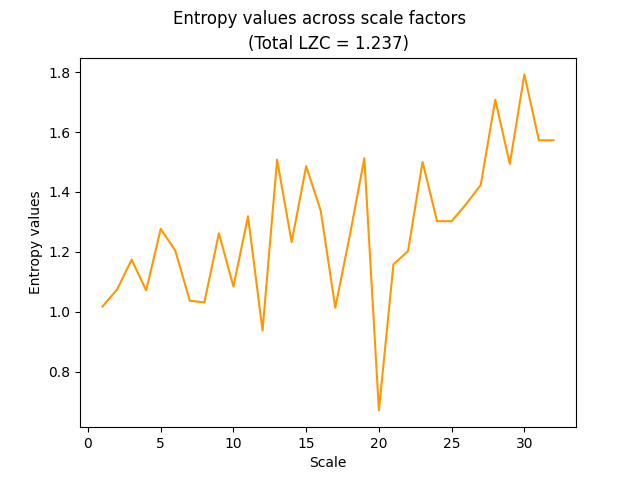 Entropy values across scale factors
(Total LZC = 1.237)
1.8
1.6
1.4
1.2
1.0
0.8
Entropy values
0 5 10 15 20 25 30
Scale